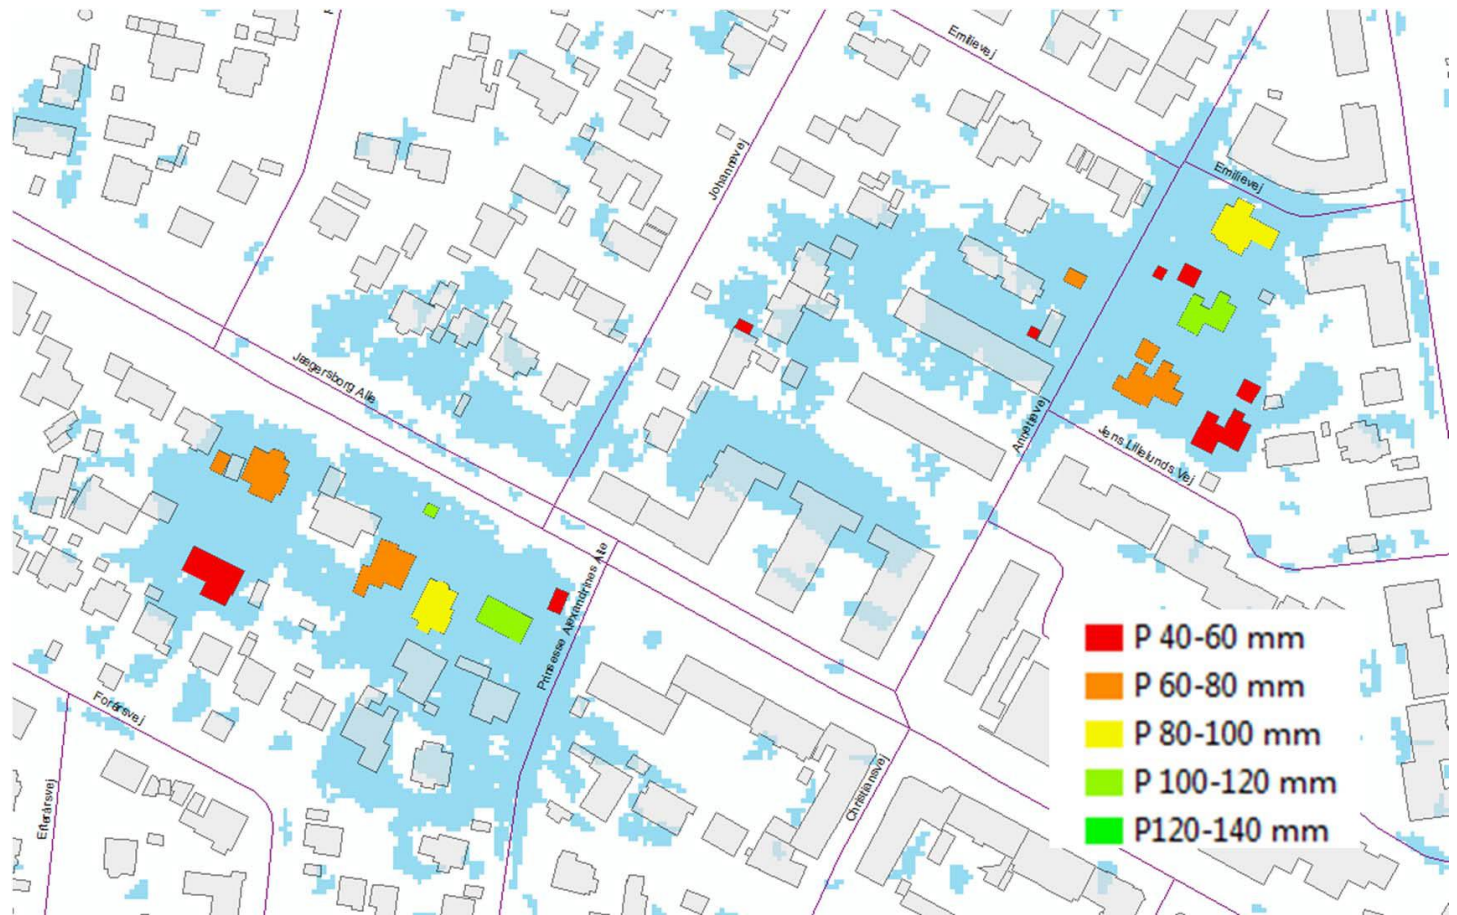 Emilievej
Johannevej
Emilievej
Jægersborg Alle
Annettevej
Jens Lillelunds Vej
Prinsesse Alexandrines Alle
Forårsvej
Efterårsvej
Christiansvej
P 40-60 mm
P 60-80 mm
P 80-100 mm
P 100-120 mm
P120-140 mm